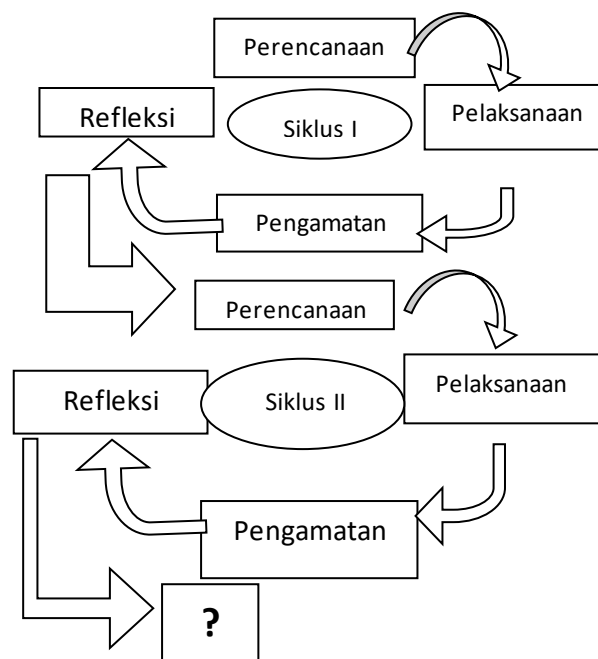 Perencanaan
Refleksi
Siklus I
Pelaksanaan
Pengamatan
Perencanaan
Refleksi
Siklus II
Pelaksanaan
Pengamatan
?